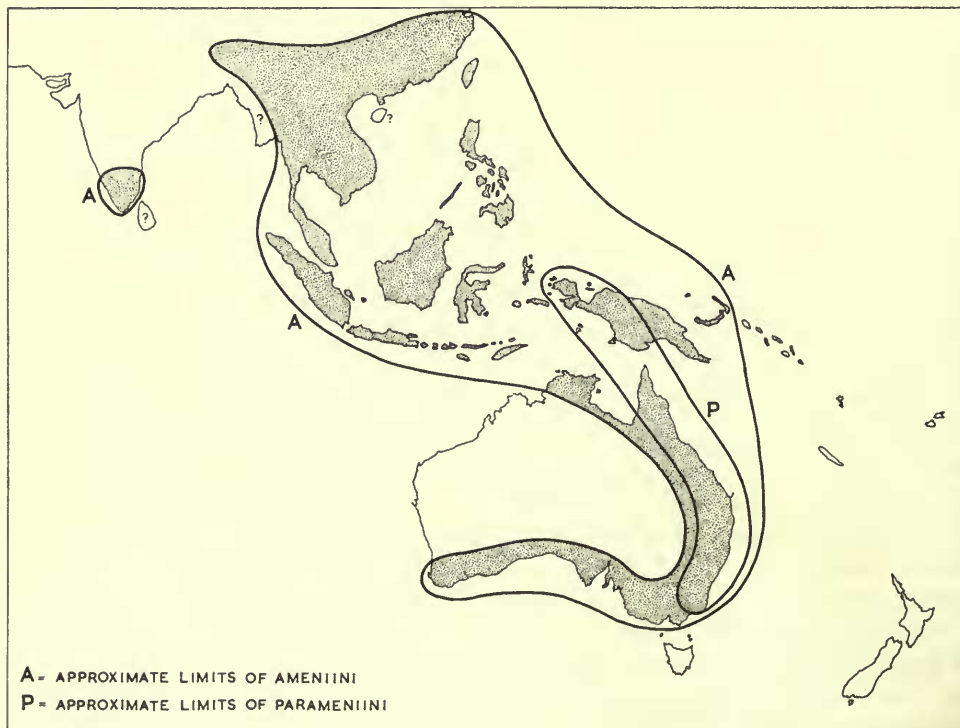 ?
?
A
?
A
A
P
A= APPROXIMATE LIMITS OF AMENIINI
P= APPROXIMATE LIMITS OF PARAMENIINI